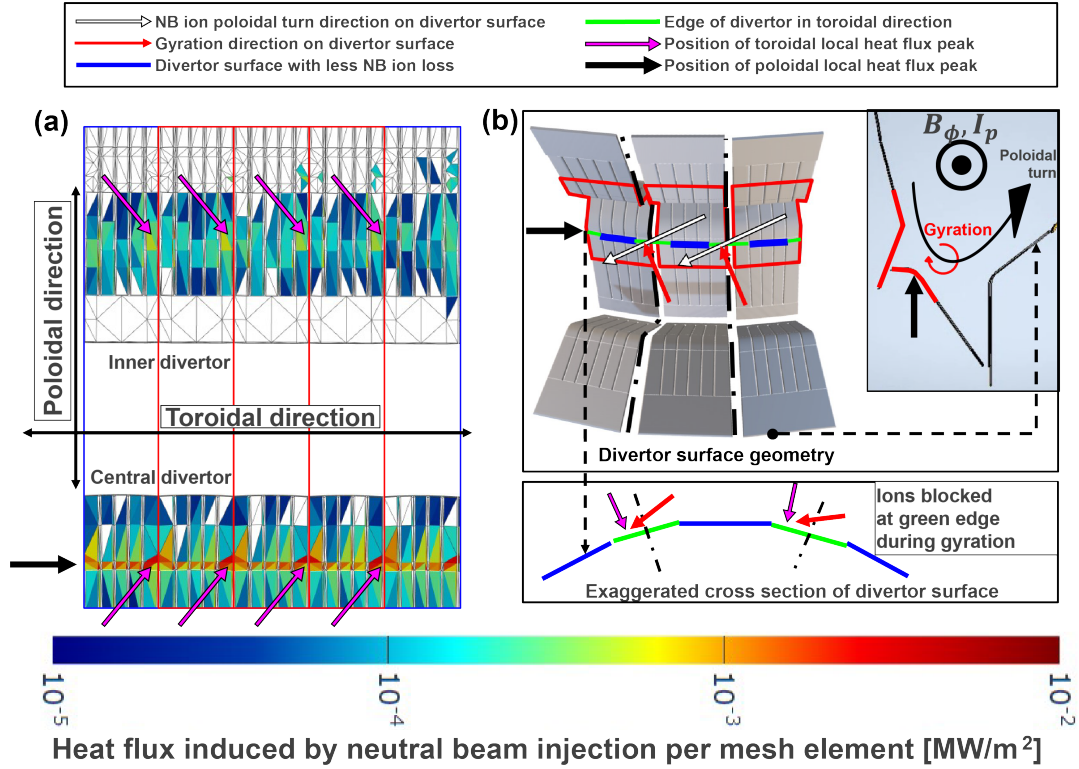 NB ion poloidal turn direction on divertor surface
Gyration direction on divertor surface
Divertor surface with less NB ion loss
Edge of divertor in toroidal direction
Position of toroidal local heat flux peak
Position of poloidal local heat flux peak
(a)
Poloidal direction
Inner divertor
Toroidal direction
Central divertor
(b)
Bϕ, Ip
Poloidal
turn
Gyration
Divertor surface geometry
Ions blocked
at green edge
during gyration
Exaggerated cross section of divertor surface
10⁻⁵
10⁻⁴
10⁻³
10⁻²
Heat flux induced by neutral beam injection per mesh element [MW/m²]